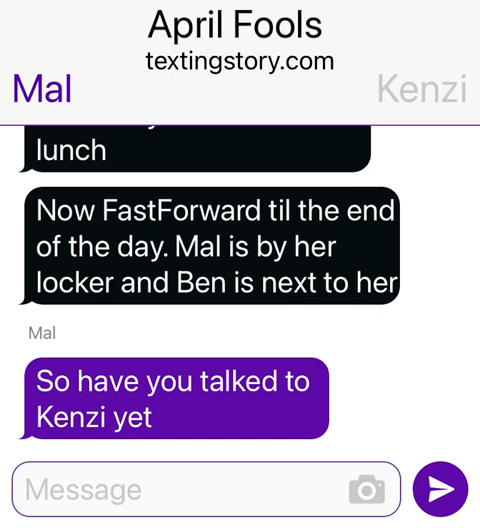 April Fools
textingstory.com
Mal Kenzi
lunch
Now FastForward til the end
of the day. Mal is by her
locker and Ben is next to her
Mal
So have you talked to
Kenzi yet
Message